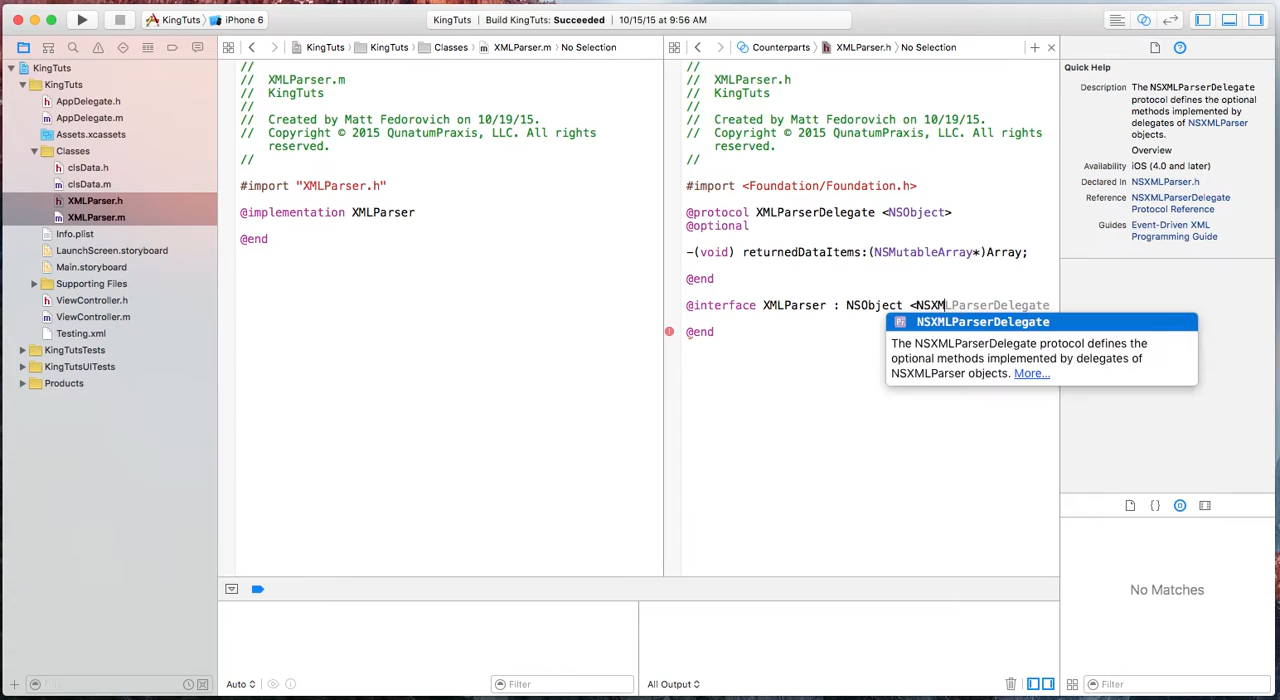 KingTuts iPhone 6
KingTuts Build KingTuts: Succeeded 10/15/15 at 9:56 AM
KingTuts KingTuts Classes XMLParser.m No Selection
Counterparts XMLParser.h No Selection
KingTuts
KingTuts
AppDelegate.h
AppDelegate.m
Assets.xcassets
Classes
clsData.h
clsData.m
XMLParser.h
XMLParser.m
Info.plist
LaunchScreen.storyboard
Main.storyboard
Supporting Files
ViewController.h
ViewController.m
Testing.xml
KingTutsTests
KingTutsUITests
Products
//
// XMLParser.m
// KingTuts
//
// Created by Matt Fedorovich on 10/19/15.
// Copyright © 2015 QunatumPraxis, LLC. All rights
reserved.
//
#import "XMLParser.h"
@implementation XMLParser
@end
//
// XMLParser.h
// KingTuts
//
// Created by Matt Fedorovich on 10/19/15.
// Copyright © 2015 QunatumPraxis, LLC. All rights
reserved.
//
#import <Foundation/Foundation.h>
@protocol XMLParserDelegate <NSObject>
@optional
-(void) returnedDataItems:(NSMutableArray*)Array;
@end
@interface XMLParser : NSObject <NSXMLParserDelegate
@end
Pr NSXMLParserDelegate
The NSXMLParserDelegate protocol defines the
optional methods implemented by delegates of
NSXMLParser objects. More...
Quick Help
Description The NSXMLParserDelegate
protocol defines the optional
methods implemented by
delegates of NSXMLParser
objects.
Overview
Availability iOS (4.0 and later)
Declared In NSXMLParser.h
Reference NSXMLParserDelegate
Protocol Reference
Guides Event-Driven XML
Programming Guide
No Matches
Auto
Filter
All Output
Filter